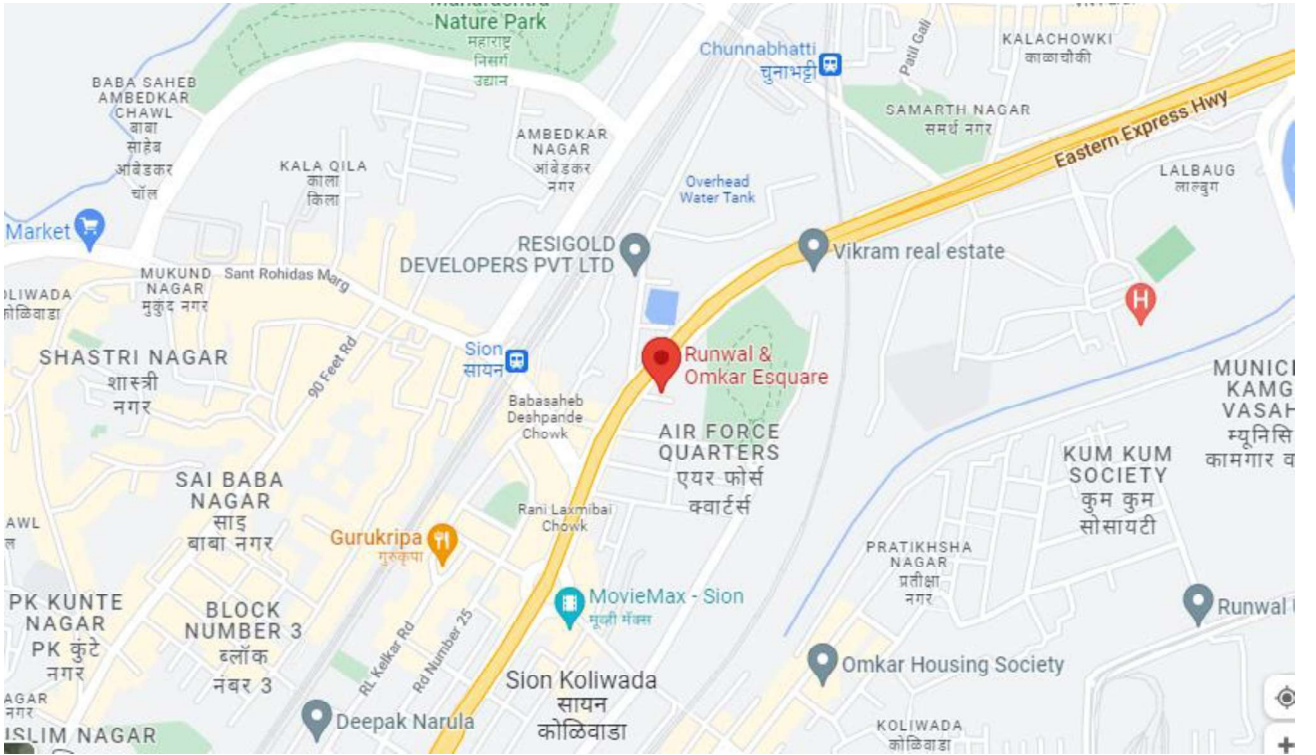 Nature Park
महाराष्ट्र
निसर्ग
उद्यान
Chunnabhatti
चुनाभट्टी
Patil Gali
KALACHOWKI
काळाचौकी
BABA SAHEB
AMBEDKAR
CHAWL
बाबा
साहेब
आंबेडकर
चॉल
SAMARTH NAGAR
समर्थ नगर
Eastern Express Hwy
AMBEDKAR
NAGAR
आंबेडकर
नगर
KALA QILA
काला
किला
LALBAUG
लालबुग
Overhead
Water Tank
Market
RESIGOLD
DEVELOPERS PVT LTD
Vikram real estate
MUKUND
NAGAR
मुकुंद नगर
Sant Rohidas Marg
OLIWADA
कोळिवाडा
H
SHASTRI NAGAR
शास्त्री
नगर
90 Feet Rd
Sion
सायन
Runwal &
Omkar Esquare
Babasaheb
Deshpande
Chowk
MUNICI
KAMG
VASAH
म्यूनिसि
कामगार व
AIR FORCE
QUARTERS
एयर फोर्स
क्वार्टर्स
KUM KUM
SOCIETY
कुम कुम
सोसायटी
SAI BABA
NAGAR
साइ
बाबा नगर
Rani Laxmibai
Chowk
AWL
ल
Gurukripa
गुरुकृपा
PRATIKHSHA
NAGAR
प्रतीक्षा
नगर
PK KUNTE
NAGAR
PK कुंटे
नगर
BLOCK
NUMBER 3
ब्लॉक
नंबर 3
MovieMax - Sion
मूव्ही मॅक्स
Runwal
RL Kelkar Rd
Rd Number 25
Omkar Housing Society
Sion Koliwada
सायन
कोळिवाडा
AGAR
नगर
Deepak Narula
KOLIWADA
कोळिवाडा
USLIM NAGAR